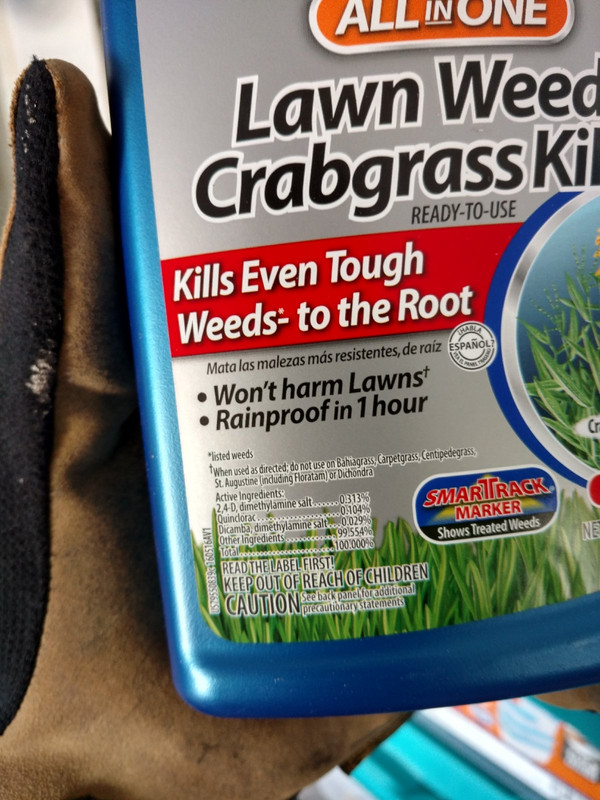 ALL IN ONE
Lawn Weed
Crabgrass Kil
READY-TO-USE
Kills Even Tough
Weeds*- to the Root
Mata las malezas más resistentes, de raíz
¿HABLA
ESPAÑOL?
• Won't harm Lawns†
• Rainproof in 1 hour
*listed weeds
†When used as directed; do not use on Bahiagrass, Carpetgrass, Centipedegrass,
St. Augustine (including Floratam) or Dichondra
Active Ingredients:
2,4-D, dimethylamine salt ..... 0.313%
Quinclorac ..... 0.104%
Dicamba, dimethylamine salt ... 0.029%
Other Ingredients ..... 99.554%
Total ..... 100.000%
READ THE LABEL FIRST!
KEEP OUT OF REACH OF CHILDREN
CAUTION See back panel for additional
precautionary statements
SMARTRACK®
MARKER
Shows Treated Weeds
Cr
NE